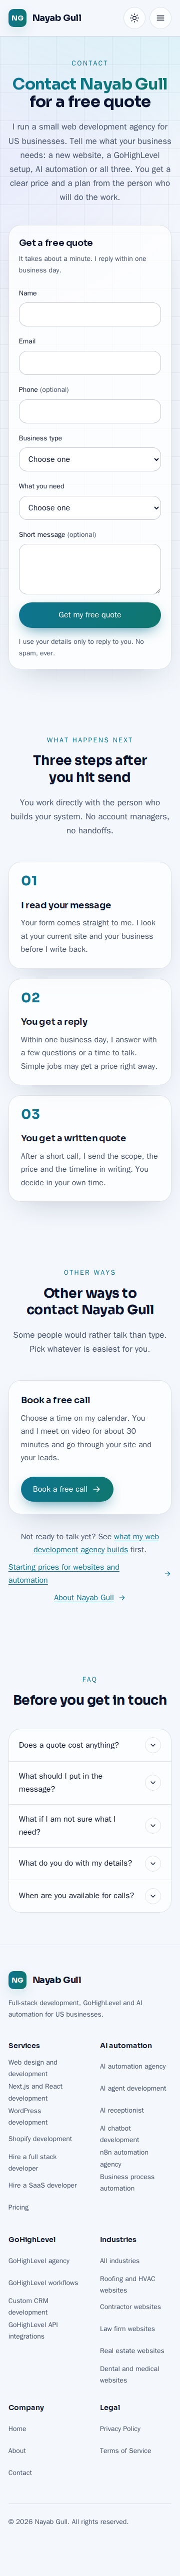 NG Nayab Gull
CONTACT
Contact Nayab Gull
for a free quote
I run a small web development agency for
US businesses. Tell me what your business
needs: a new website, a GoHighLevel
setup, AI automation or all three. You get a
clear price and a plan from the person who
will do the work.
Get a free quote
It takes about a minute. I reply within one
business day.
Name
Email
Phone (optional)
Business type
Choose one
What you need
Choose one
Short message (optional)
Get my free quote
I use your details only to reply to you. No
spam, ever.
WHAT HAPPENS NEXT
Three steps after
you hit send
You work directly with the person who
builds your system. No account managers,
no handoffs.
01
I read your message
Your form comes straight to me. I look
at your current site and your business
before I write back.
02
You get a reply
Within one business day, I answer with
a few questions or a time to talk.
Simple jobs may get a price right away.
03
You get a written quote
After a short call, I send the scope, the
price and the timeline in writing. You
decide in your own time.
OTHER WAYS
Other ways to
contact Nayab Gull
Some people would rather talk than type.
Pick whatever is easiest for you.
Book a free call
Choose a time on my calendar. You
and I meet on video for about 30
minutes and go through your site and
your leads.
Book a free call →
Not ready to talk yet? See what my web
development agency builds first.
Starting prices for websites and
automation →
About Nayab Gull →
FAQ
Before you get in touch
Does a quote cost anything?
What should I put in the
message?
What if I am not sure what I
need?
What do you do with my details?
When are you available for calls?
NG Nayab Gull
Full-stack development, GoHighLevel and AI
automation for US businesses.
Services
Web design and
development
Next.js and React
development
WordPress
development
Shopify development
Hire a full stack
developer
Hire a SaaS developer
Pricing
AI automation
AI automation agency
AI agent development
AI receptionist
AI chatbot
development
n8n automation
agency
Business process
automation
GoHighLevel
GoHighLevel agency
GoHighLevel workflows
Custom CRM
development
GoHighLevel API
integrations
Industries
All industries
Roofing and HVAC
websites
Contractor websites
Law firm websites
Real estate websites
Dental and medical
websites
Company
Home
About
Contact
Legal
Privacy Policy
Terms of Service
© 2026 Nayab Gull. All rights reserved.